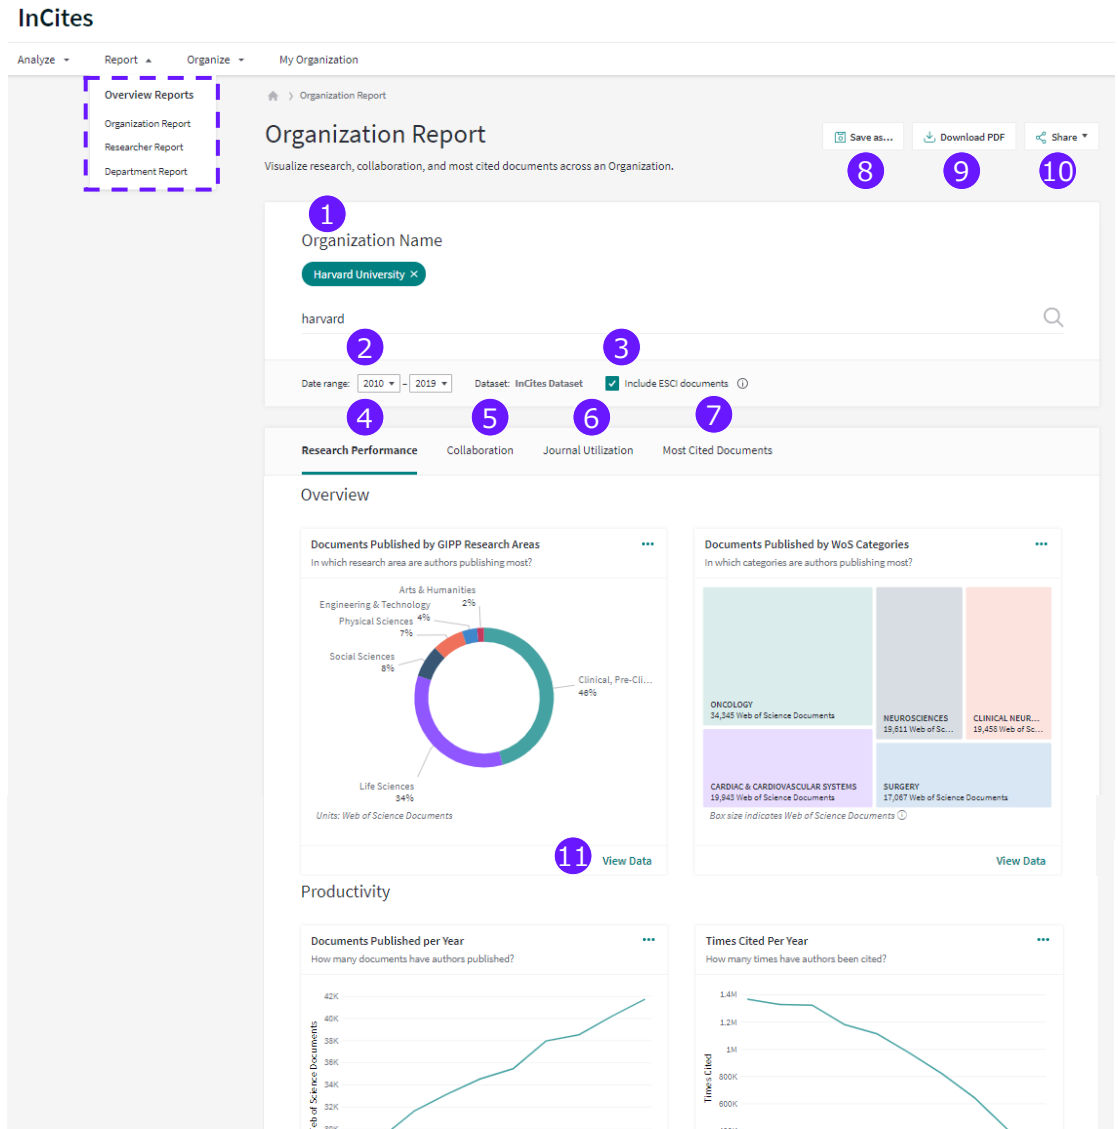 InCites
Analyze Report Organize My Organization
Overview Reports
Organization Report
Researcher Report
Department Report
Organization Report
Organization Report
Visualize research, collaboration, and most cited documents across an Organization.
Save as... Download PDF Share
8 9 10
1
Organization Name
Harvard University ×
harvard
2 3
Date range: 2010 – 2019 Dataset: InCites Dataset Include ESCI documents
4 5 6 7
Research Performance Collaboration Journal Utilization Most Cited Documents
Overview
Documents Published by GIPP Research Areas
In which research area are authors publishing most?
Arts & Humanities
2%
Engineering & Technology
4%
Physical Sciences
7%
Social Sciences
8%
Clinical, Pre-Cli...
46%
Life Sciences
34%
Units: Web of Science Documents
11 View Data
Documents Published by WoS Categories
In which categories are authors publishing most?
ONCOLOGY
34,345 Web of Science Documents
NEUROSCIENCES
19,611 Web of Sc...
CLINICAL NEUR...
19,458 Web of Sc...
CARDIAC & CARDIOVASCULAR SYSTEMS
19,943 Web of Science Documents
SURGERY
17,067 Web of Science Documents
Box size indicates Web of Science Documents
View Data
Productivity
Documents Published per Year
How many documents have authors published?
42K
40K
38K
36K
34K
32K
of Science Documents
Times Cited Per Year
How many times have authors been cited?
1.4M
1.2M
1M
800K
600K
Times Cited